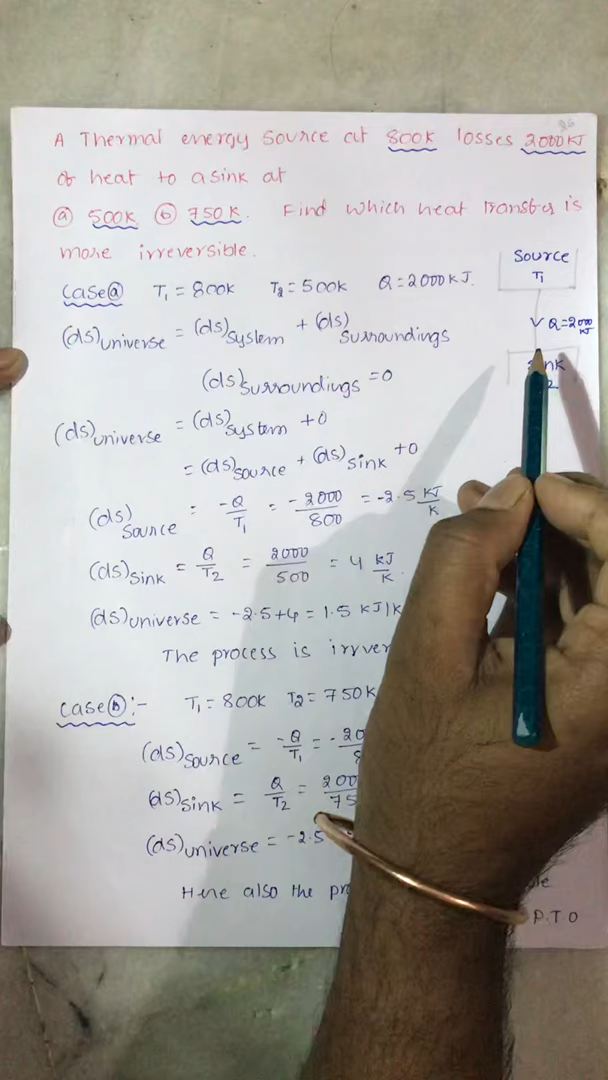 A Thermal energy source at 800K losses 2000KJ
of heat to a sink at
ⓐ 500K ⓑ 750K. Find which heat transfer is
more irreversible.
Source
T₁
Case ⓐ T₁ = 800K T₂ = 500K Q = 2000KJ.
Q = 2000 KJ
(ds)universe = (ds)system + (ds)surroundings
(ds)surroundings = 0
(ds)universe = (ds)system + 0
= (ds)source + (ds)sink + 0
(ds)source = -Q/T₁ = -2000/800 = -2.5 KJ/K
(ds)sink = Q/T₂ = 2000/500 = 4 KJ/K.
(ds)universe = -2.5+4 = 1.5 KJ/K
The process is
Case ⓑ :- T₁ = 800K T₂ = 750K
(ds)source = -Q/T₁ =
(ds)sink = Q/T₂ =
(ds)universe = -2.5
Here also the
P.T.O